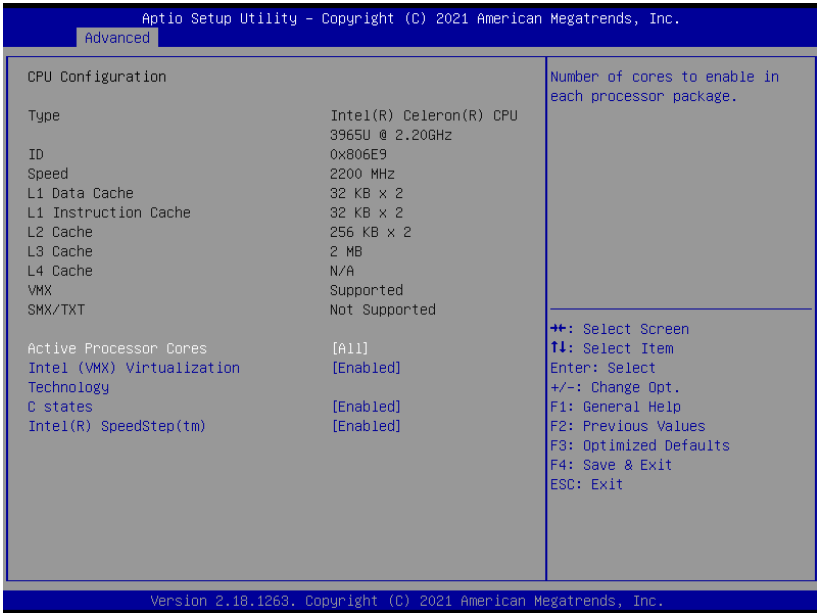 Aptio Setup Utility – Copyright (C) 2021 American Megatrends, Inc.
Advanced
CPU Configuration
Type Intel(R) Celeron(R) CPU
3965U @ 2.20GHz
ID 0x806E9
Speed 2200 MHz
L1 Data Cache 32 KB x 2
L1 Instruction Cache 32 KB x 2
L2 Cache 256 KB x 2
L3 Cache 2 MB
L4 Cache N/A
VMX Supported
SMX/TXT Not Supported
Active Processor Cores [All]
Intel (VMX) Virtualization [Enabled]
Technology
C states [Enabled]
Intel(R) SpeedStep(tm) [Enabled]
Number of cores to enable in
each processor package.
→←: Select Screen
↑↓: Select Item
Enter: Select
+/-: Change Opt.
F1: General Help
F2: Previous Values
F3: Optimized Defaults
F4: Save & Exit
ESC: Exit
Version 2.18.1263. Copyright (C) 2021 American Megatrends, Inc.